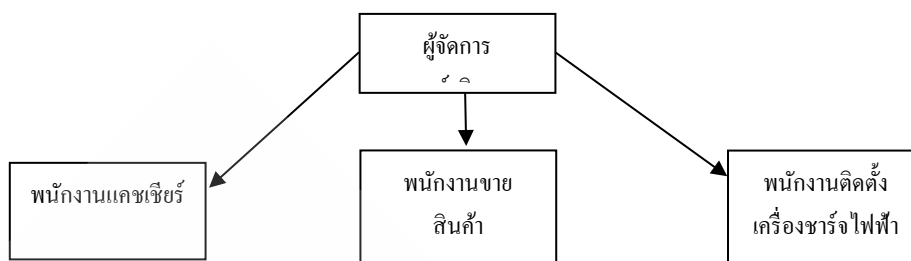 ผู้จัดการ
พนักงานแคชเชียร์
พนักงานขาย
สินค้า
พนักงานติดตั้ง
เครื่องชาร์จไฟฟ้า